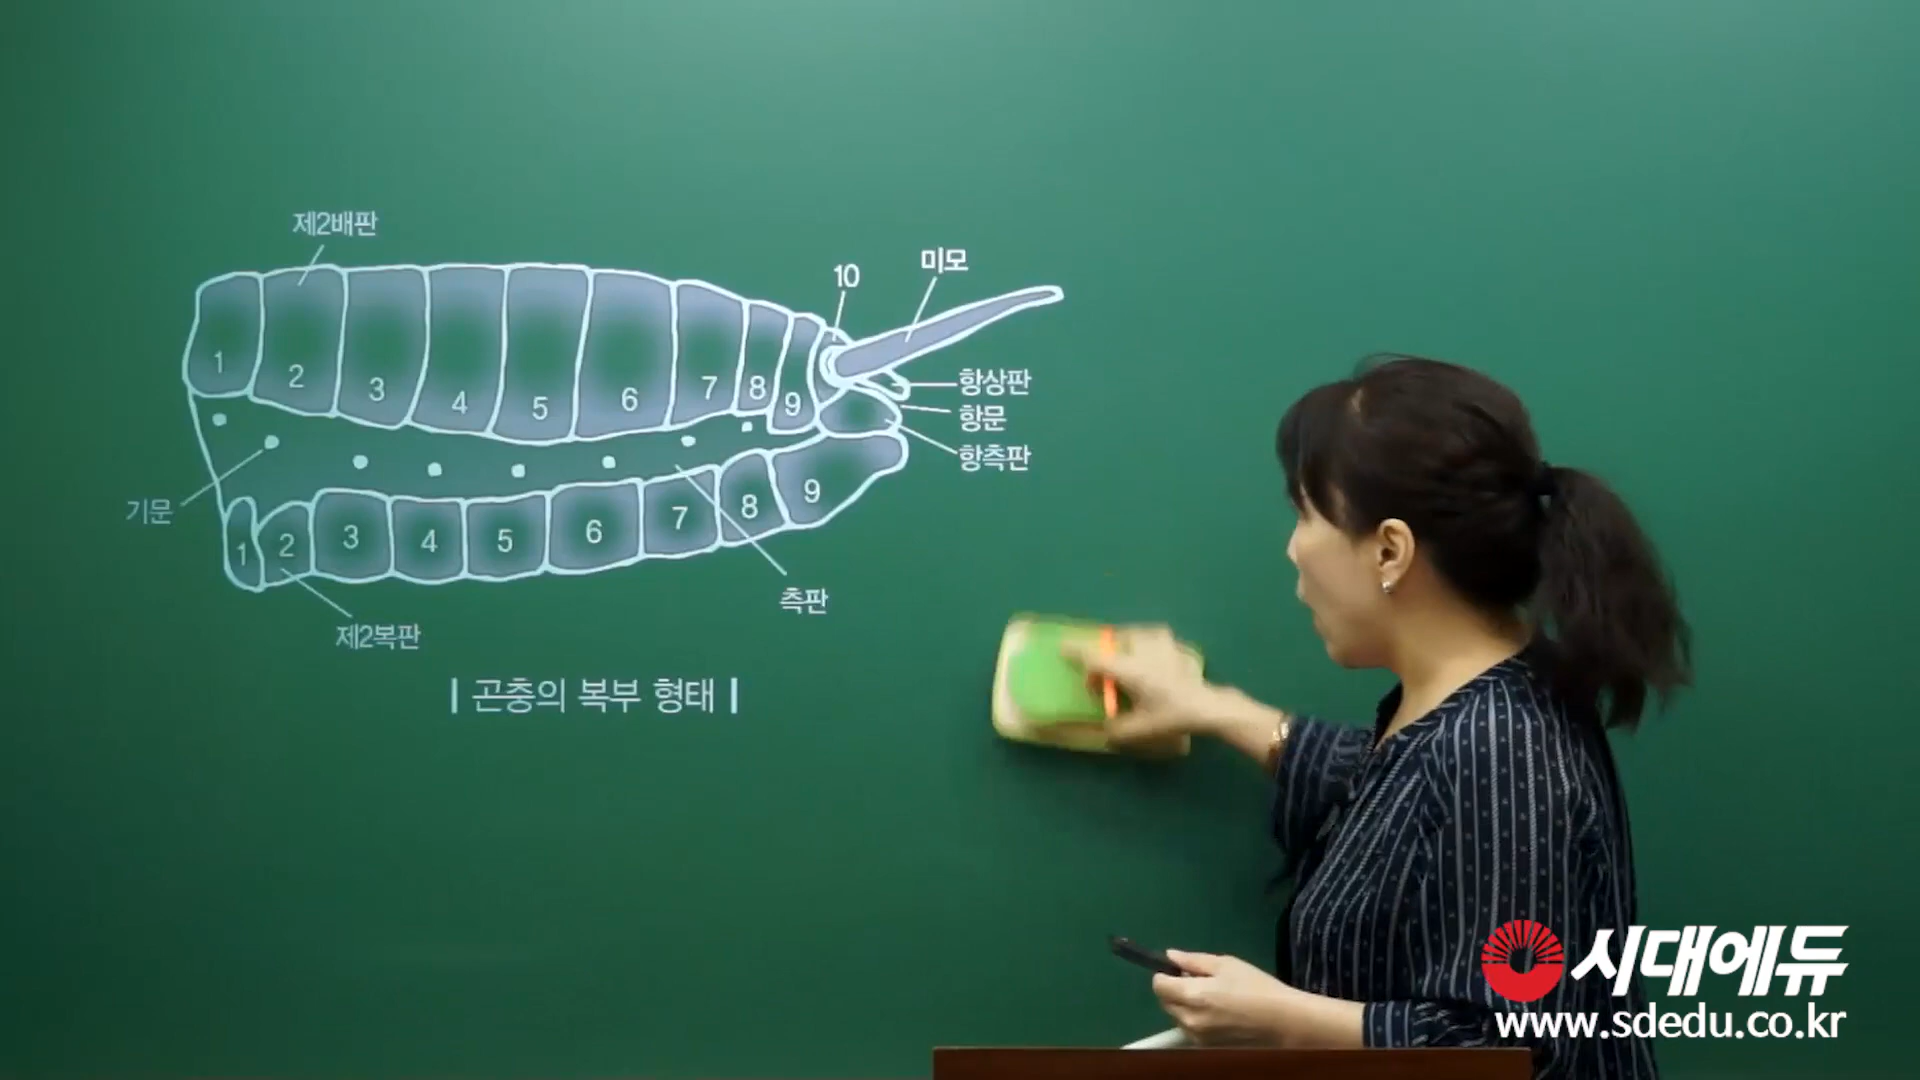 제2배판
10
미모
1 2 3 4 5 6 7 8 9
항상판
항문
항측판
기문
1 2 3 4 5 6 7 8 9
측판
제2복판
| 곤충의 복부 형태 |
시대에듀
www.sdedu.co.kr